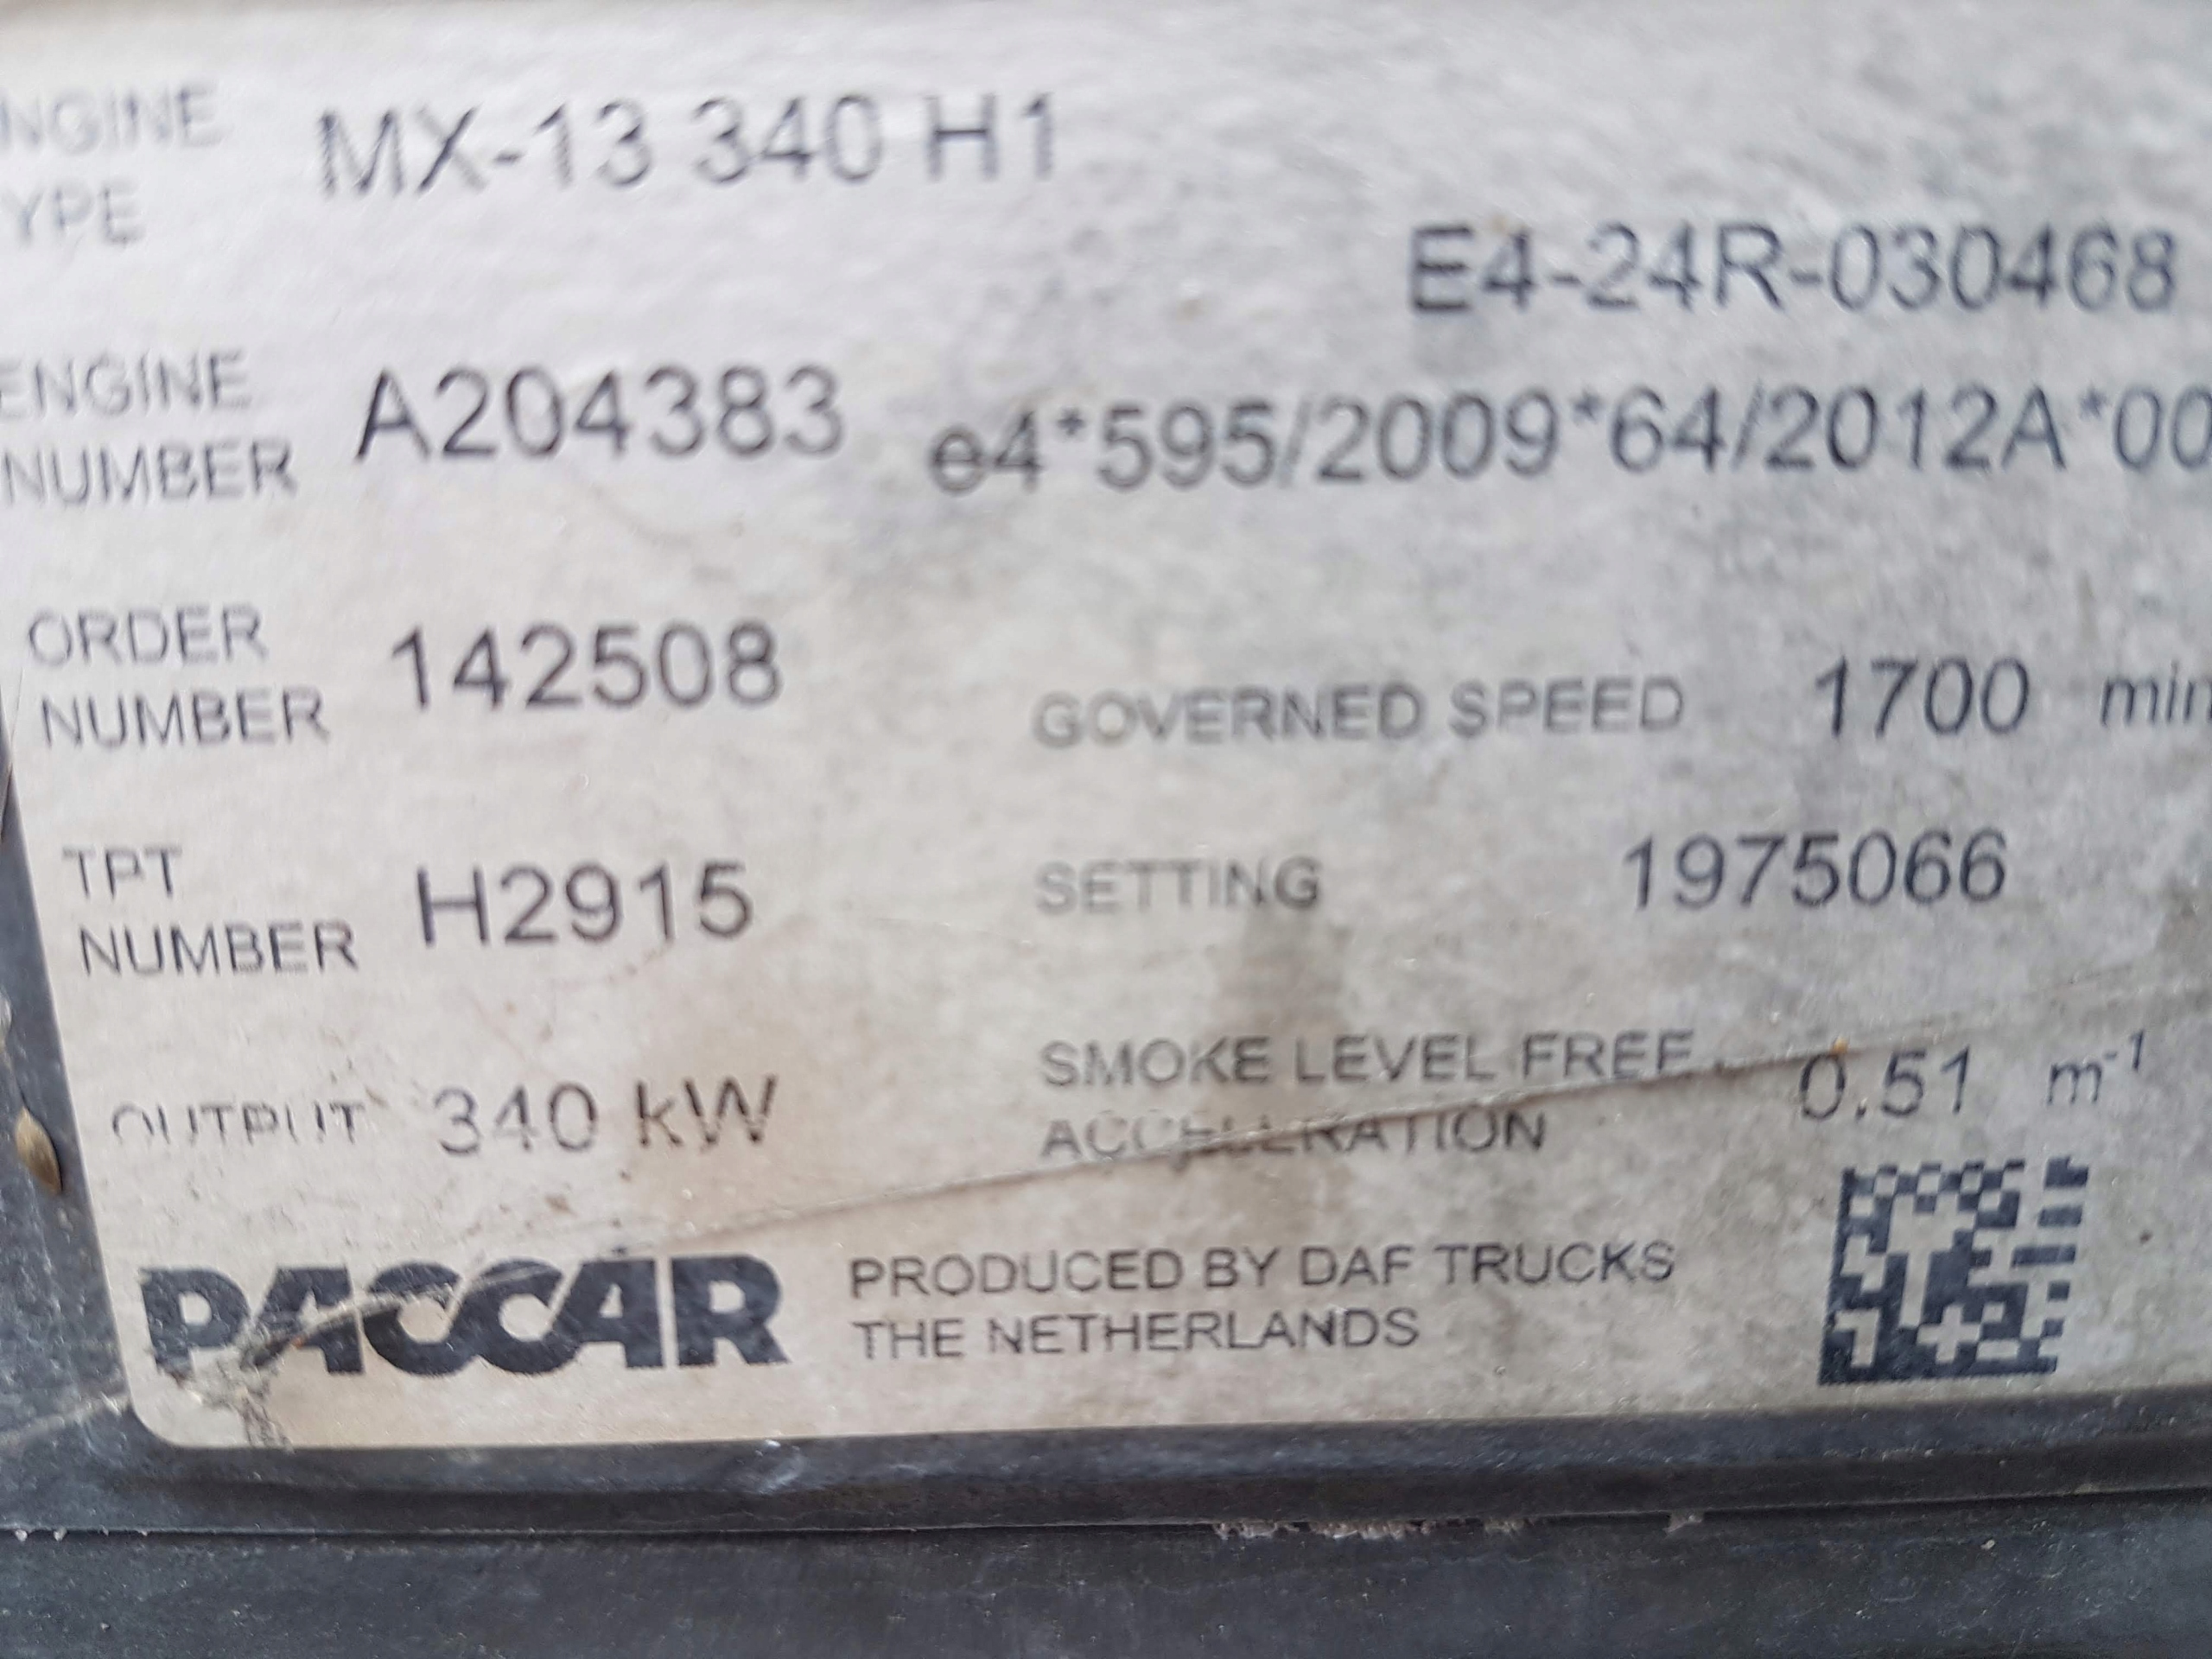 NGINE
YPE MX-13 340 H1
E4-24R-030468
ENGINE
NUMBER A204383 e4*595/2009*64/2012A*00
ORDER
NUMBER 142508
GOVERNED SPEED 1700 min
TPT
NUMBER H2915
SETTING 1975066
OUTPUT 340 kW
SMOKE LEVEL FREE
ACCELLERATION 0.51 m-1
PACCAR
PRODUCED BY DAF TRUCKS
THE NETHERLANDS